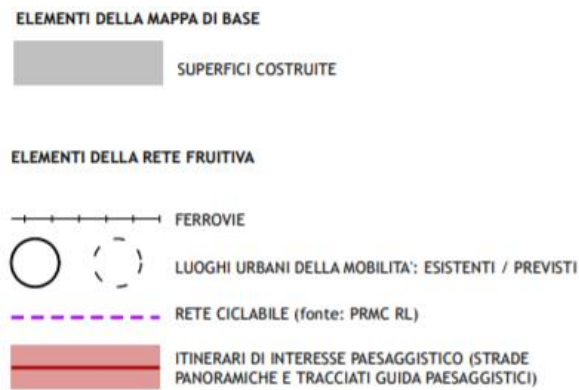 ELEMENTI DELLA MAPPA DI BASE
SUPERFICI COSTRUITE
ELEMENTI DELLA RETE FRUITIVA
FERROVIE
LUOGHI URBANI DELLA MOBILITA': ESISTENTI / PREVISTI
RETE CICLABILE (fonte: PRMC RL)
ITINERARI DI INTERESSE PAESAGGISTICO (STRADE
PANORAMICHE E TRACCIATI GUIDA PAESAGGISTICI)